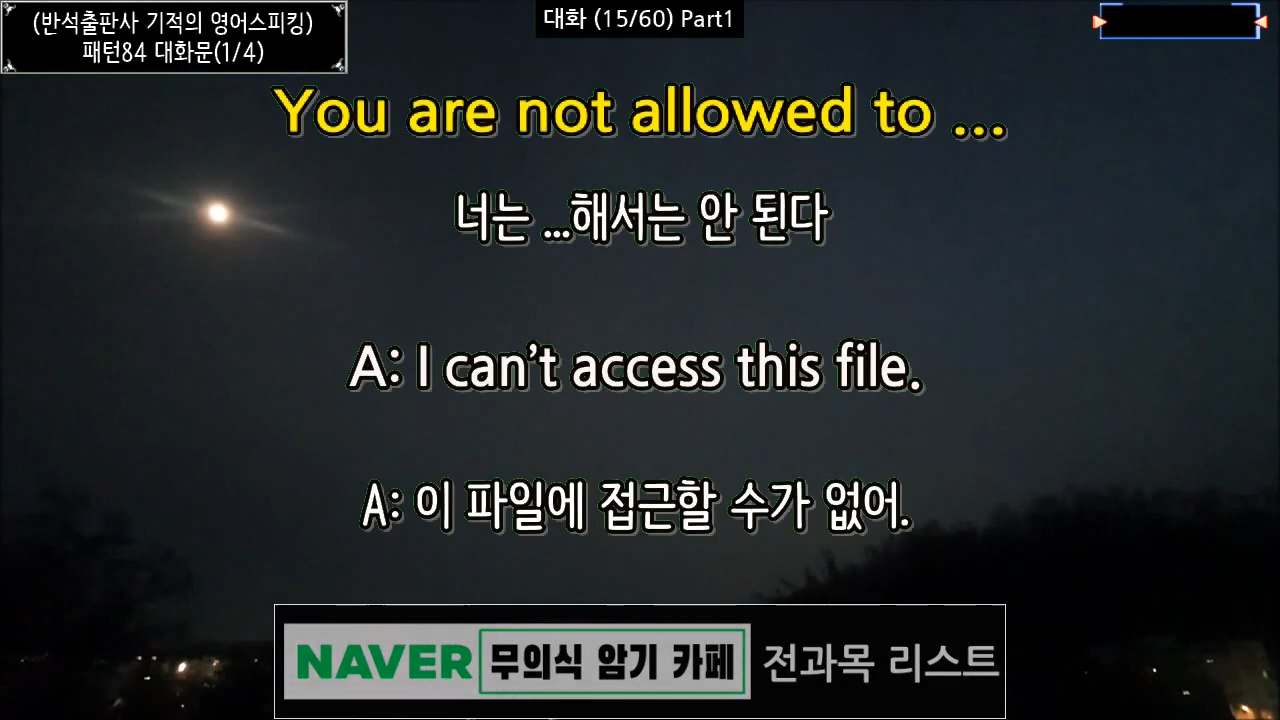 (반석출판사 기적의 영어스피킹)
패턴84 대화문(1/4)
대화 (15/60) Part1
You are not allowed to ...
너는 ...해서는 안 된다
A: I can’t access this file.
A: 이 파일에 접근할 수가 없어.
NAVER 무의식 암기 카페 전과목 리스트